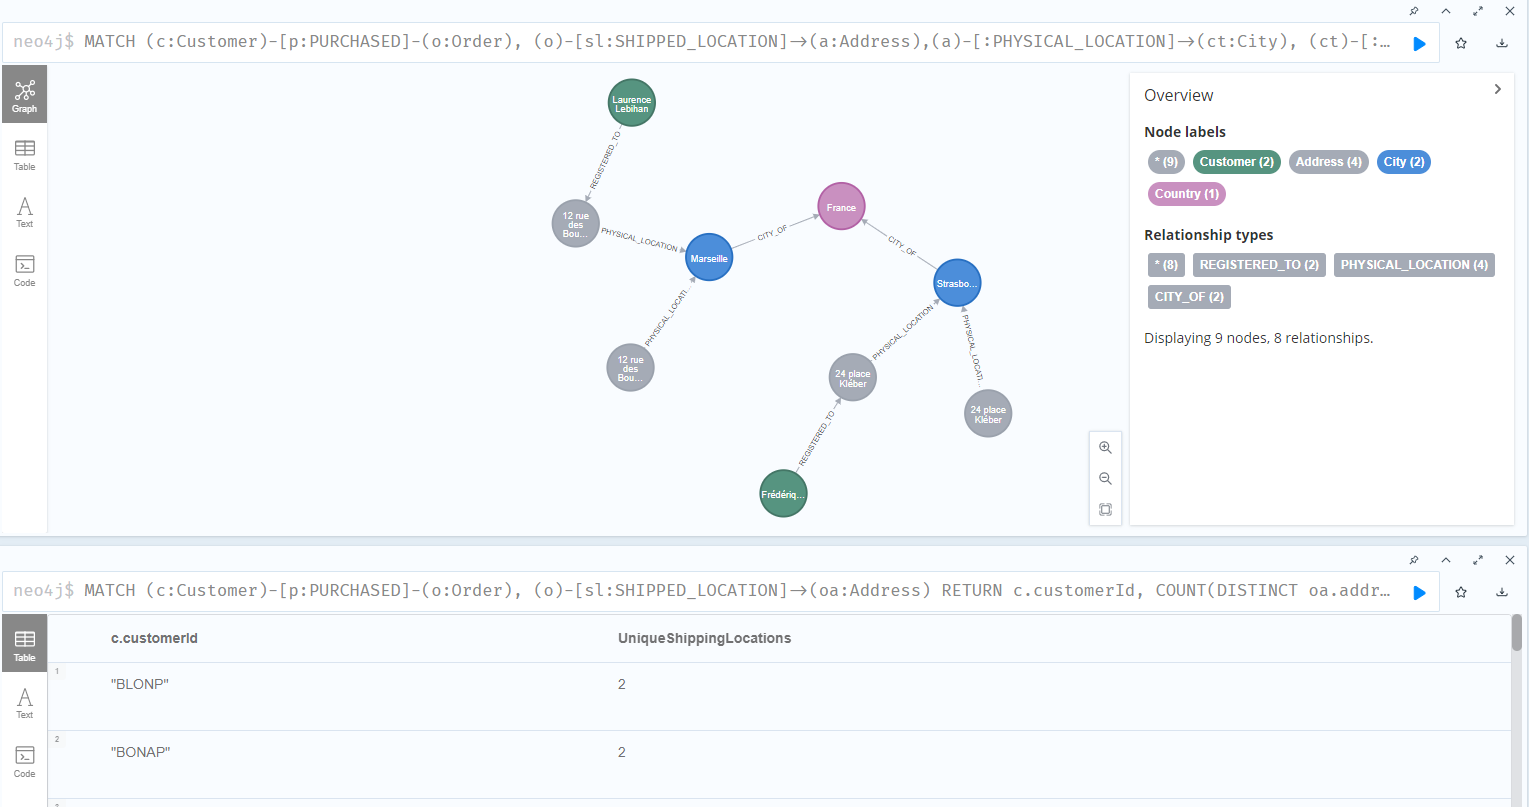 neo4j$ MATCH (c:Customer)-[p:PURCHASED]-(o:Order), (o)-[sl:SHIPPED_LOCATION]→(a:Address),(a)-[:PHYSICAL_LOCATION]→(ct:City), (ct)-[:…
Graph
Table
Text
Code
Laurence
Lebihan
REGISTERED_TO
12 rue
des
Bou...
PHYSICAL_LOCATION
Marseille
CITY_OF
France
CITY_OF
Strasbo...
PHYSICAL_LOCATI...
12 rue
des
Bou...
PHYSICAL_LOCATION
PHYSICAL_LOCATI...
24 place
Kléber
24 place
Kléber
REGISTERED_TO
Frédériq...
Overview
Node labels
* (9) Customer (2) Address (4) City (2)
Country (1)
Relationship types
* (8) REGISTERED_TO (2) PHYSICAL_LOCATION (4)
CITY_OF (2)
Displaying 9 nodes, 8 relationships.
neo4j$ MATCH (c:Customer)-[p:PURCHASED]-(o:Order), (o)-[sl:SHIPPED_LOCATION]→(oa:Address) RETURN c.customerId, COUNT(DISTINCT oa.addr…
Table
Text
Code
c.customerId UniqueShippingLocations
1
"BLONP" 2
2
"BONAP" 2